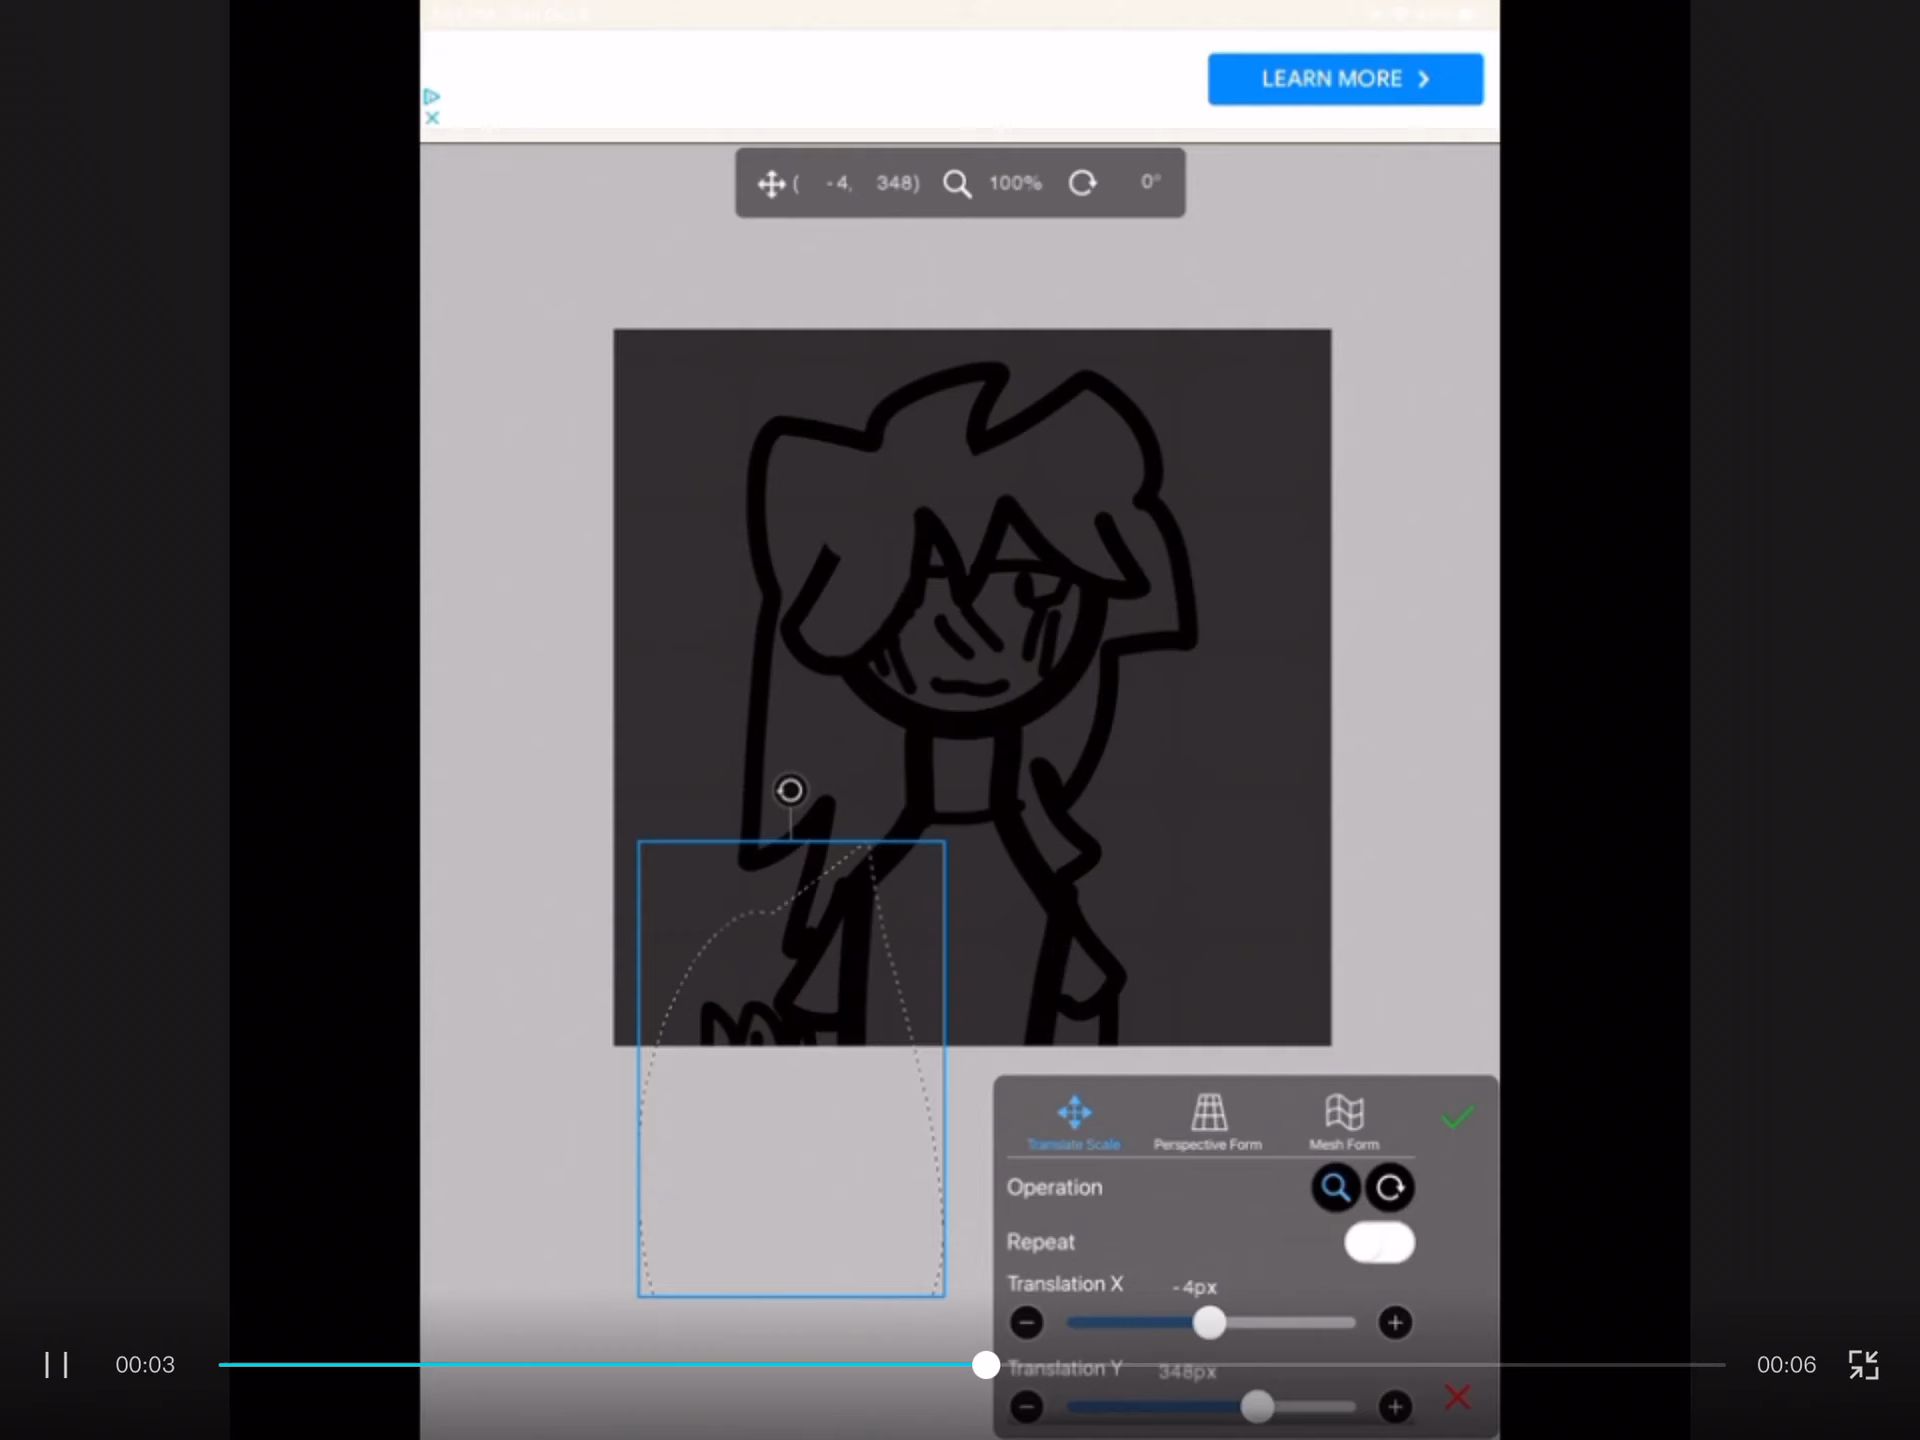 LEARN MORE
( -4, 348) 100% 0°
Translate Scale Perspective Form Mesh Form
Operation
Repeat
Translation X -4px
00:03 00:06
Translation Y 348px